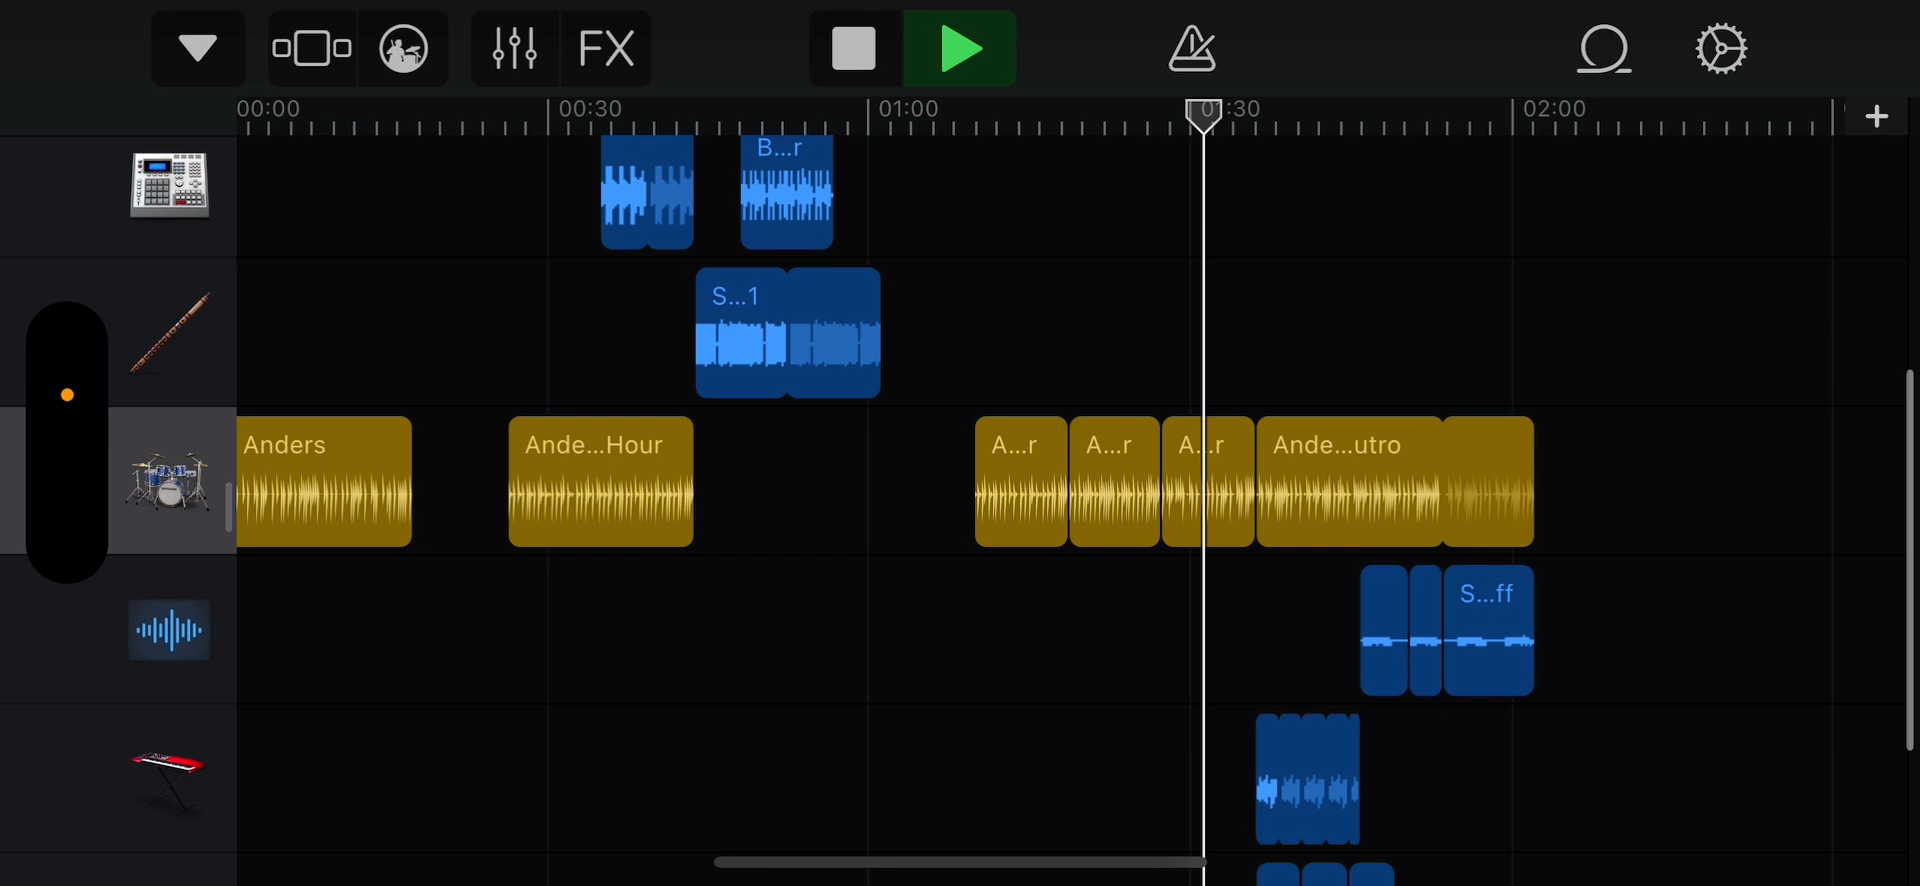 FX
00:00 00:30 01:00 01:30 02:00
B...r
S...1
Anders Ande...Hour A...r A...r A...r Ande...utro
S...ff